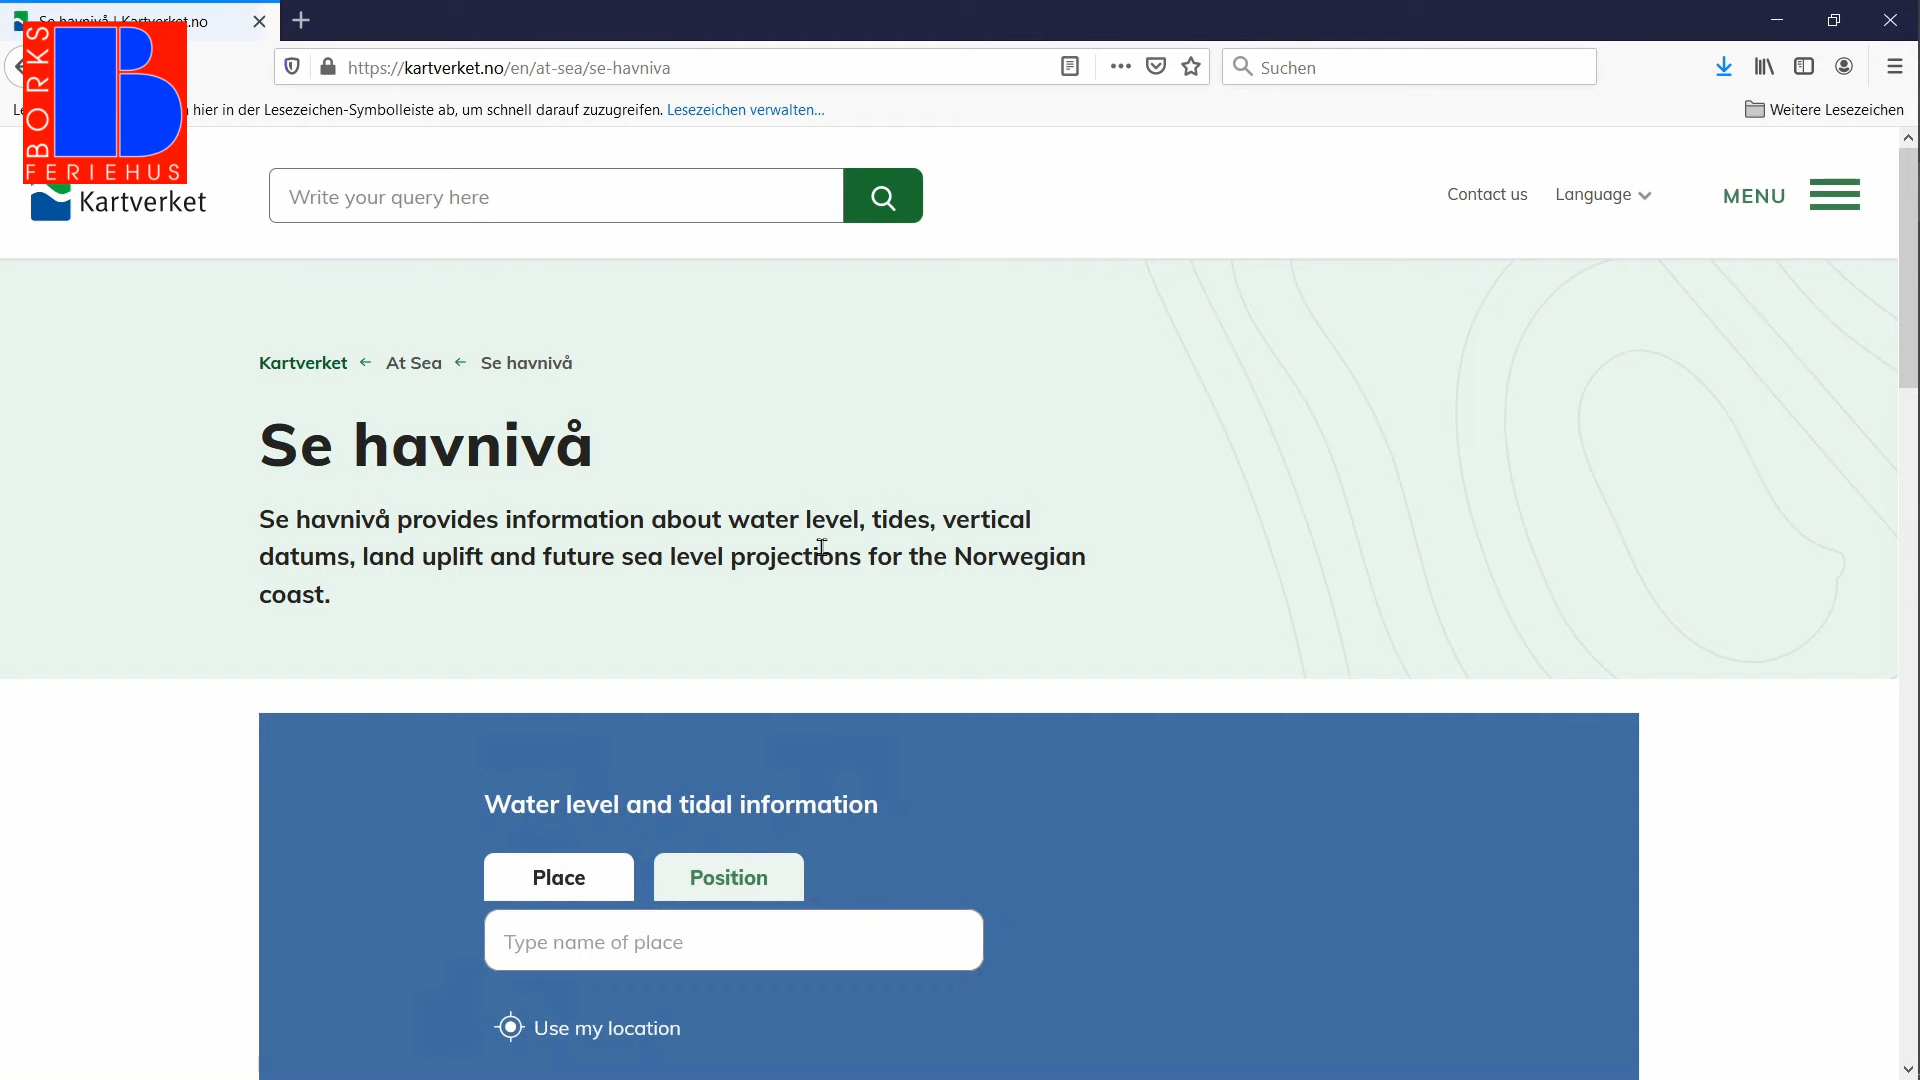 Se havnivå | Kartverket.no
BORKS
FERIEHUS
https://kartverket.no/en/at-sea/se-havniva
Suchen
hier in der Lesezeichen-Symbolleiste ab, um schnell darauf zuzugreifen. Lesezeichen verwalten...
Weitere Lesezeichen
Kartverket
Write your query here
Contact us
Language
MENU
Kartverket ← At Sea ← Se havnivå
Se havnivå
Se havnivå provides information about water level, tides, vertical
datums, land uplift and future sea level projections for the Norwegian
coast.
Water level and tidal information
Place
Position
Type name of place
Use my location